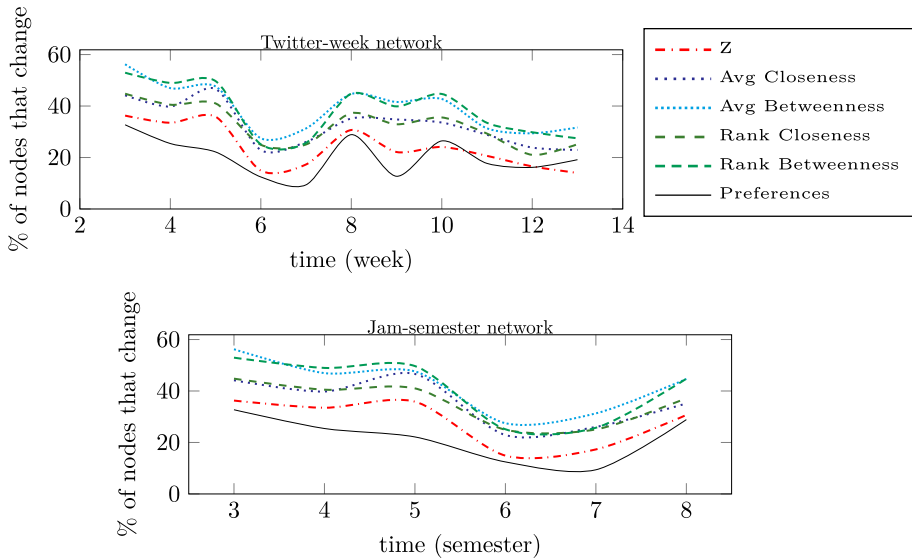 Twitter-week network
% of nodes that change
60
40
20
0
2
4
6
8
10
12
14
time (week)
Z
Avg Closeness
Avg Betweenness
Rank Closeness
Rank Betweenness
Preferences
Jam-semester network
% of nodes that change
60
40
20
0
3
4
5
6
7
8
time (semester)